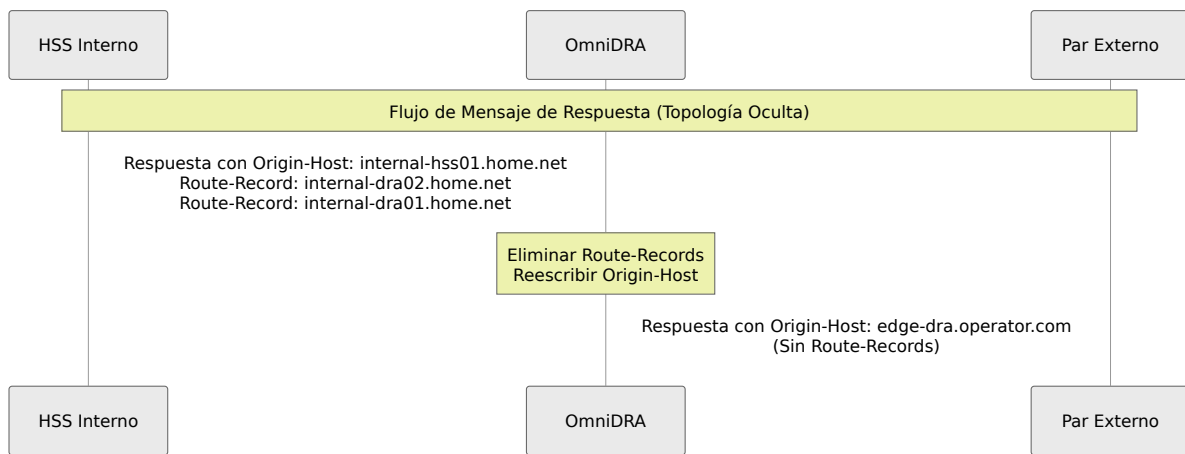 HSS Interno
OmniDRA
Par Externo
Flujo de Mensaje de Respuesta (Topología Oculta)
Respuesta con Origin-Host: internal-hss01.home.net
Route-Record: internal-dra02.home.net
Route-Record: internal-dra01.home.net
Eliminar Route-Records
Reescribir Origin-Host
Respuesta con Origin-Host: edge-dra.operator.com
(Sin Route-Records)
HSS Interno
OmniDRA
Par Externo